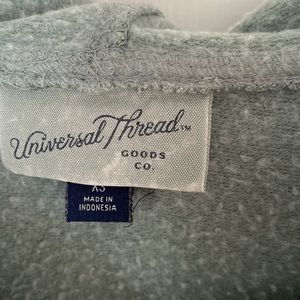 Universal Thread™
GOODS
CO.
XS
MADE IN
INDONESIA